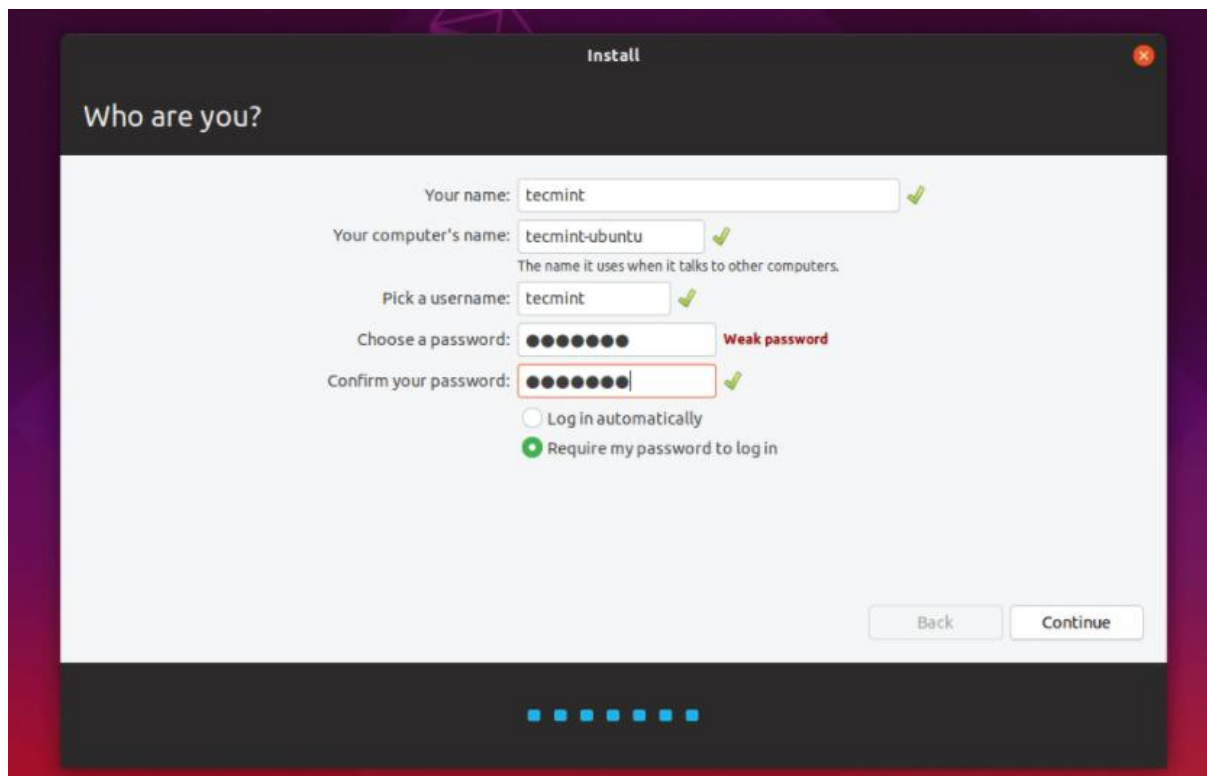 Install
Who are you?
Your name: tecmint
Your computer's name: tecmint-ubuntu
The name it uses when it talks to other computers.
Pick a username: tecmint
Choose a password: ●●●●●●● Weak password
Confirm your password: ●●●●●●●
Log in automatically
Require my password to log in
Back Continue